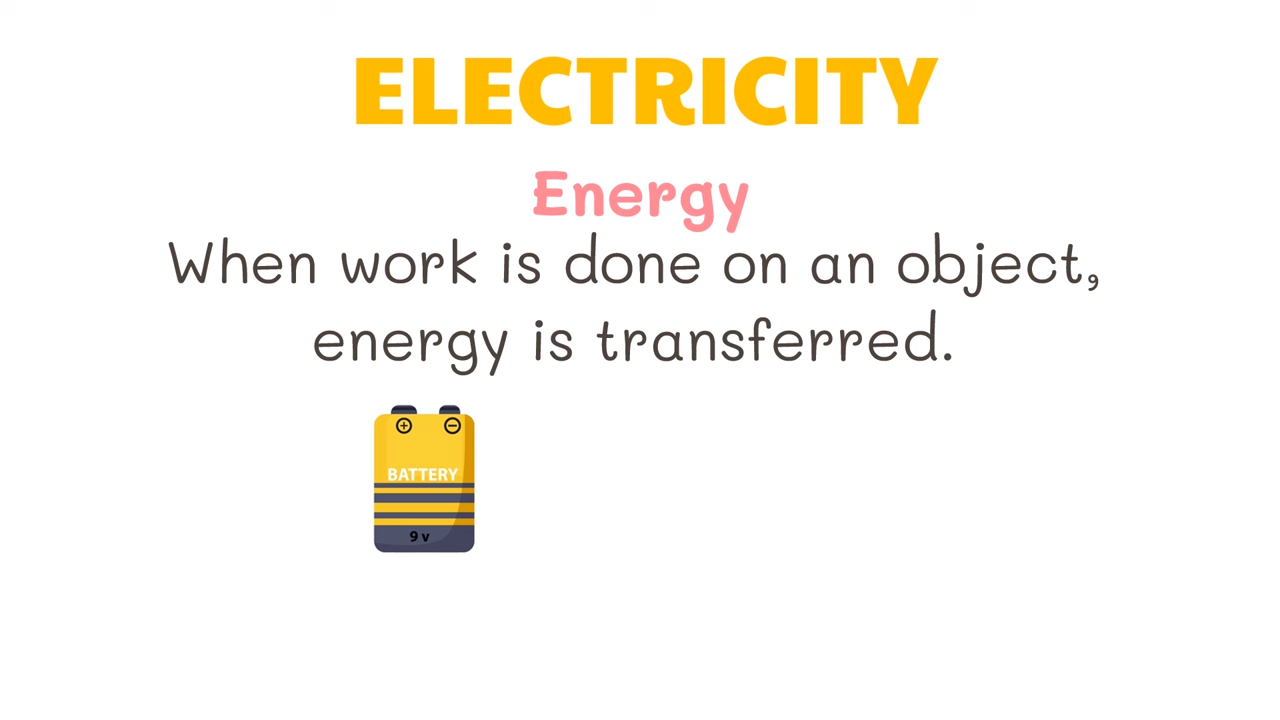 ELECTRICITY
Energy
When work is done on an object,
energy is transferred.
+ −
BATTERY
9 v